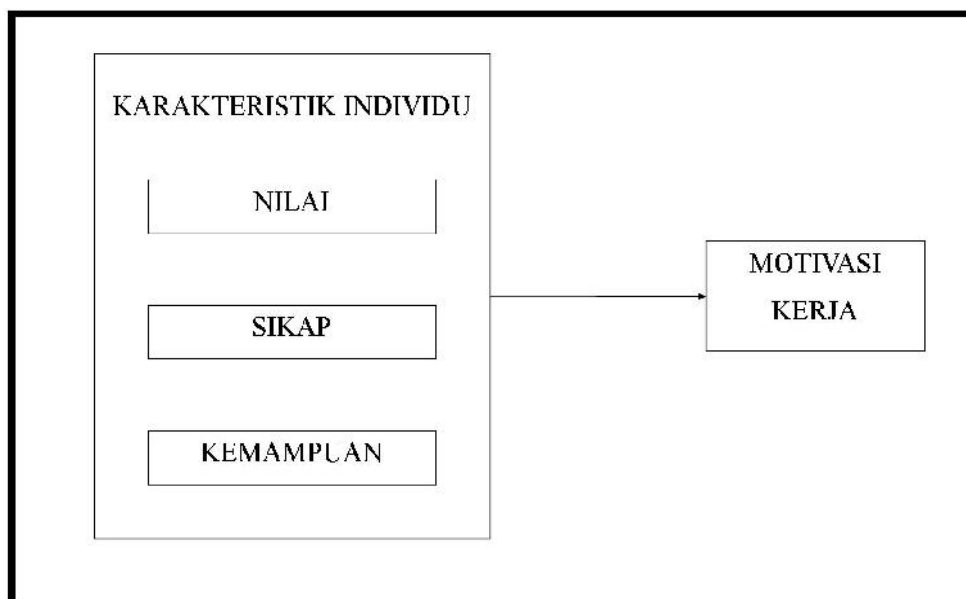 KARAKTERISTIK INDIVIDU
NILAI
SIKAP
KEMAMPUAN
MOTIVASI
KERJA